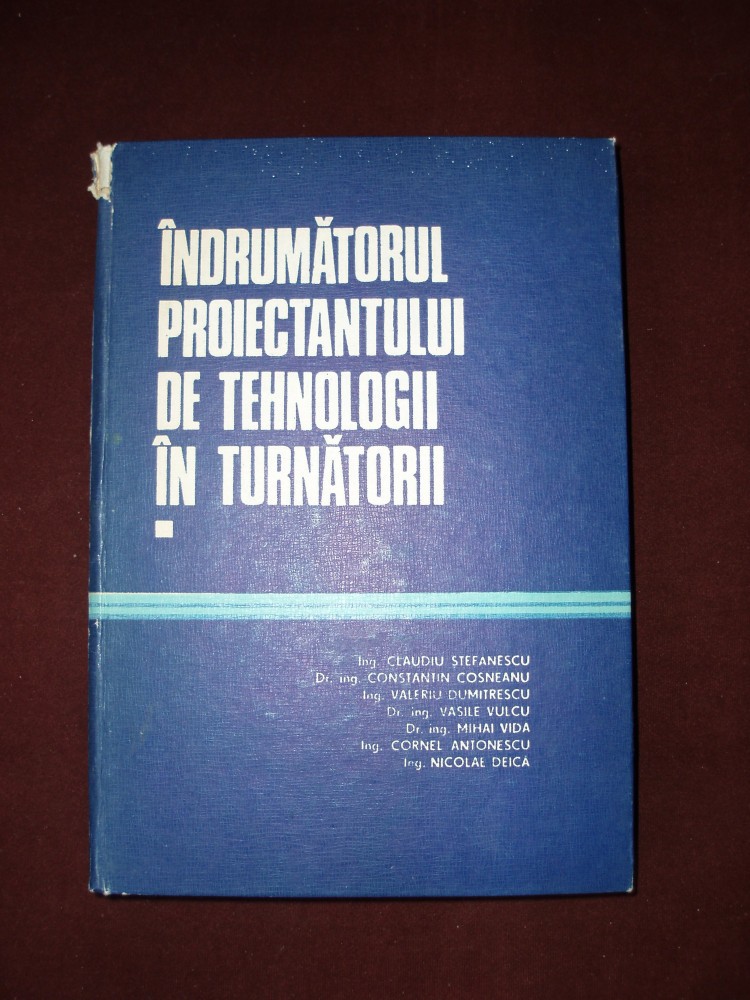 ÎNDRUMĂTORUL
PROIECTANTULUI
DE TEHNOLOGII
ÎN TURNĂTORII
Ing. CLAUDIU ȘTEFĂNESCU
Dr. ing. CONSTANTIN COSNEANU
Ing. VALERIU DUMITRESCU
Dr. ing. VASILE VULCU
Dr. ing. MIHAI VIDA
Ing. CORNEL ANTONESCU
Ing. NICOLAE DEICĂ